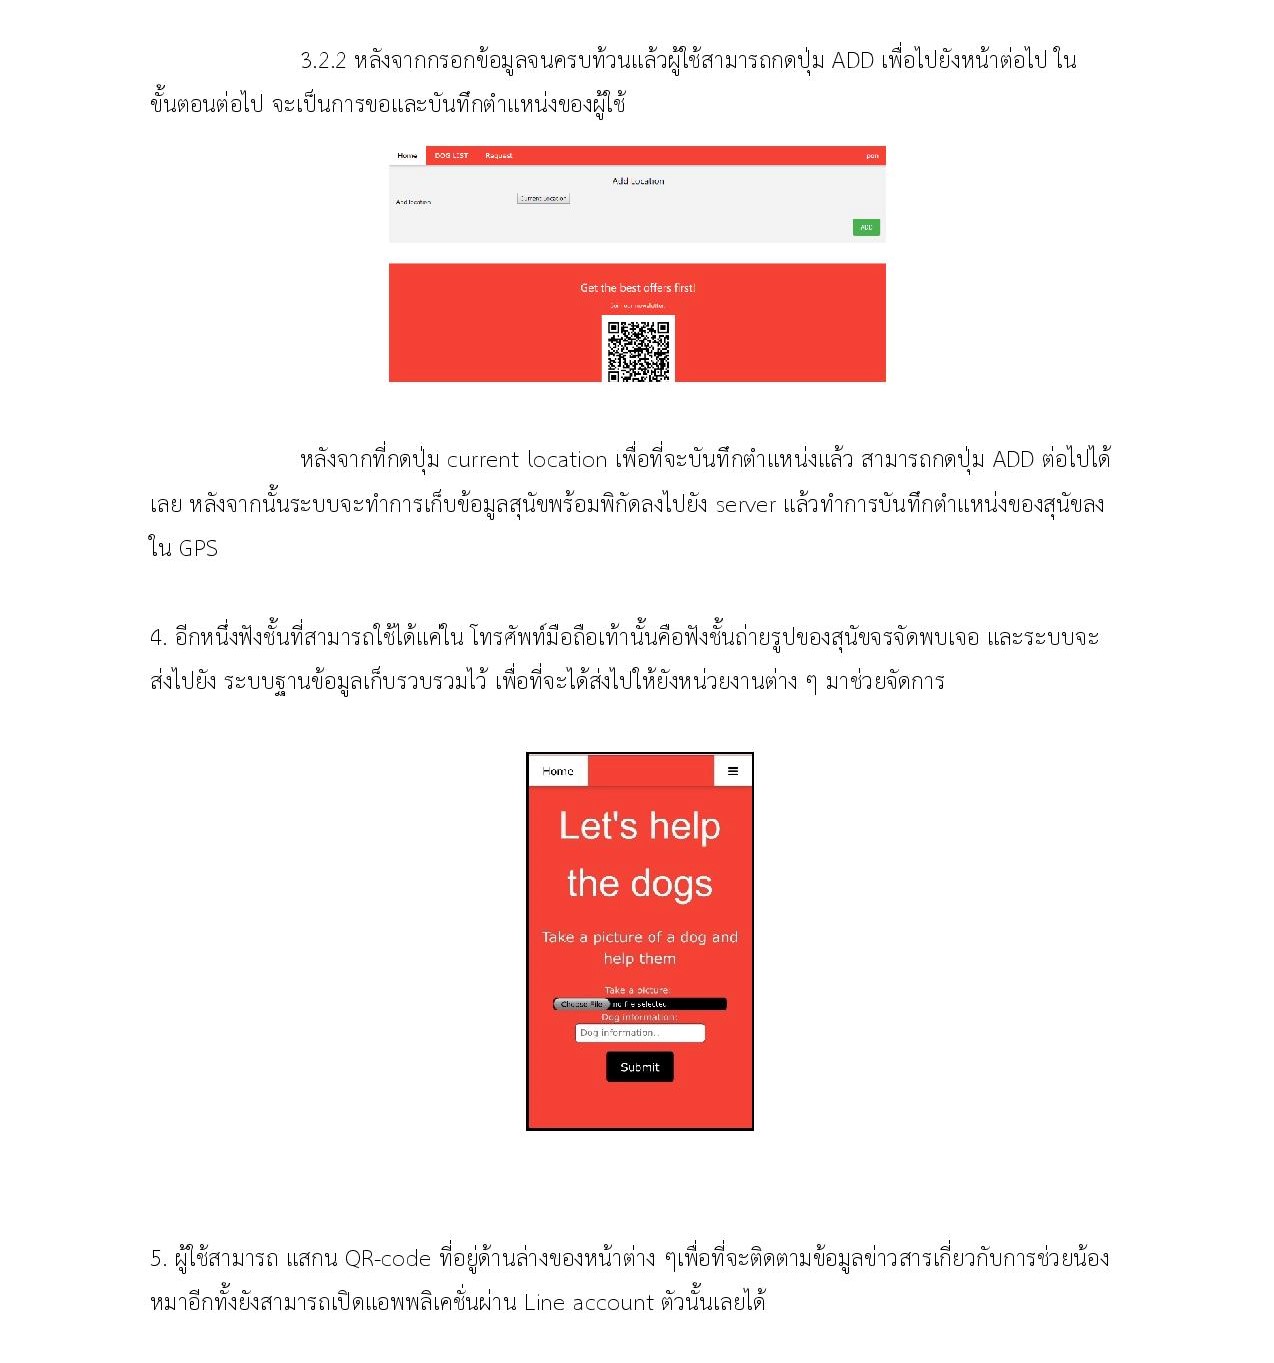 3.2.2 หลังจากกรอกข้อมูลจนครบท้วนแล้วผู้ใช้สามารถกดปุ่ม ADD เพื่อไปยังหน้าต่อไป ใน
ขั้นตอนต่อไป จะเป็นการขอและบันทึกตำแหน่งของผู้ใช้
Home DOG LIST Request pon
Add Location
Add location Current Location
ADD
Get the best offers first!
Join our newsletter.
หลังจากที่กดปุ่ม current location เพื่อที่จะบันทึกตำแหน่งแล้ว สามารถกดปุ่ม ADD ต่อไปได้
เลย หลังจากนั้นระบบจะทำการเก็บข้อมูลสุนัขพร้อมพิกัดลงไปยัง server แล้วทำการบันทึกตำแหน่งของสุนัขลง
ใน GPS
4. อีกหนึ่งฟังชั้นที่สามารถใช้ได้แค่ใน โทรศัพท์มือถือเท้านั้นคือฟังชั้นถ่ายรูปของสุนัขจรจัดพบเจอ และระบบจะ
ส่งไปยัง ระบบฐานข้อมูลเก็บรวบรวมไว้ เพื่อที่จะได้ส่งไปให้ยังหน่วยงานต่าง ๆ มาช่วยจัดการ
Home
Let's help
the dogs
Take a picture of a dog and
help them
Take a picture:
Choose File no file selected
Dog information:
Dog information..
Submit
5. ผู้ใช้สามารถ แสกน QR-code ที่อยู่ด้านล่างของหน้าต่าง ๆเพื่อที่จะติดตามข้อมูลข่าวสารเกี่ยวกับการช่วยน้อง
หมาอีกทั้งยังสามารถเปิดแอพพลิเคชั่นผ่าน Line account ตัวนั้นเลยได้